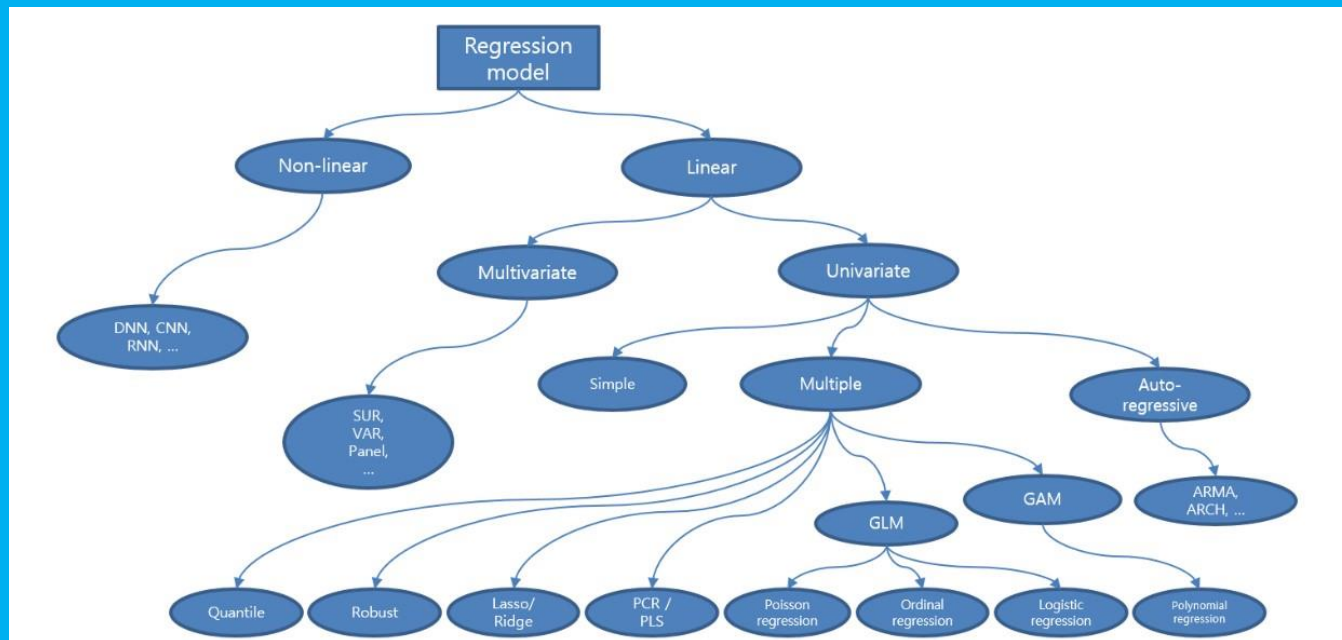 Regression
model
Non-linear
Linear
Multivariate
Univariate
DNN, CNN,
RNN, ...
Simple
Multiple
Auto-
regressive
SUR,
VAR,
Panel,
...
GLM
GAM
ARMA,
ARCH, ...
Quantile
Robust
Lasso/
Ridge
PCR /
PLS
Poisson
regression
Ordinal
regression
Logistic
regression
Polynomial
regression